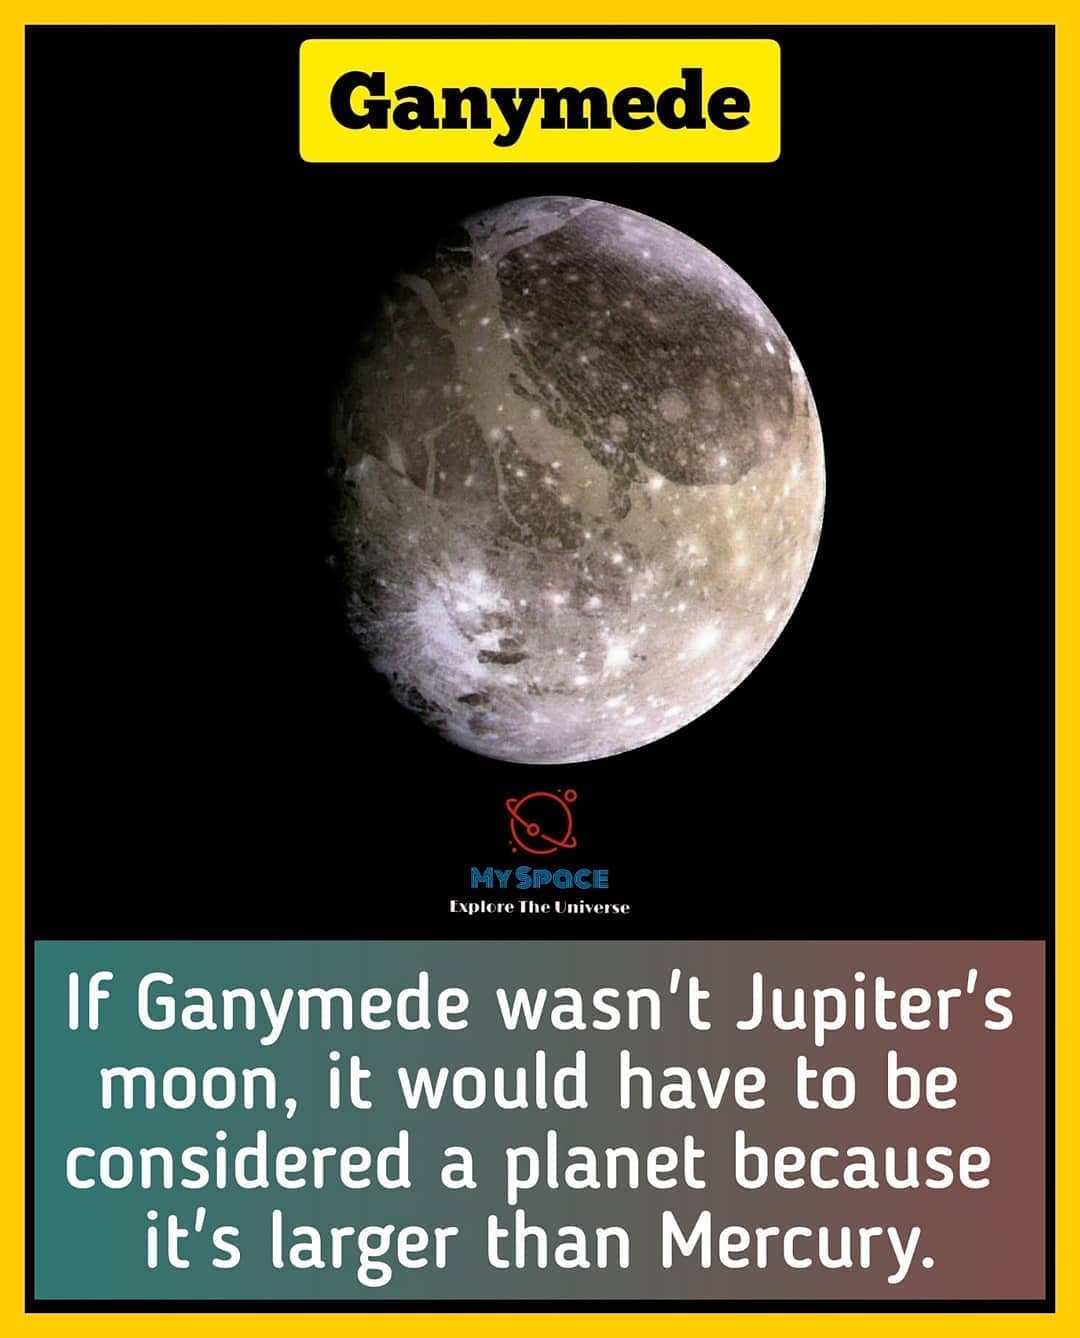 Ganymede
MY SPACE
Explore The Universe
If Ganymede wasn't Jupiter's
moon, it would have to be
considered a planet because
it's larger than Mercury.